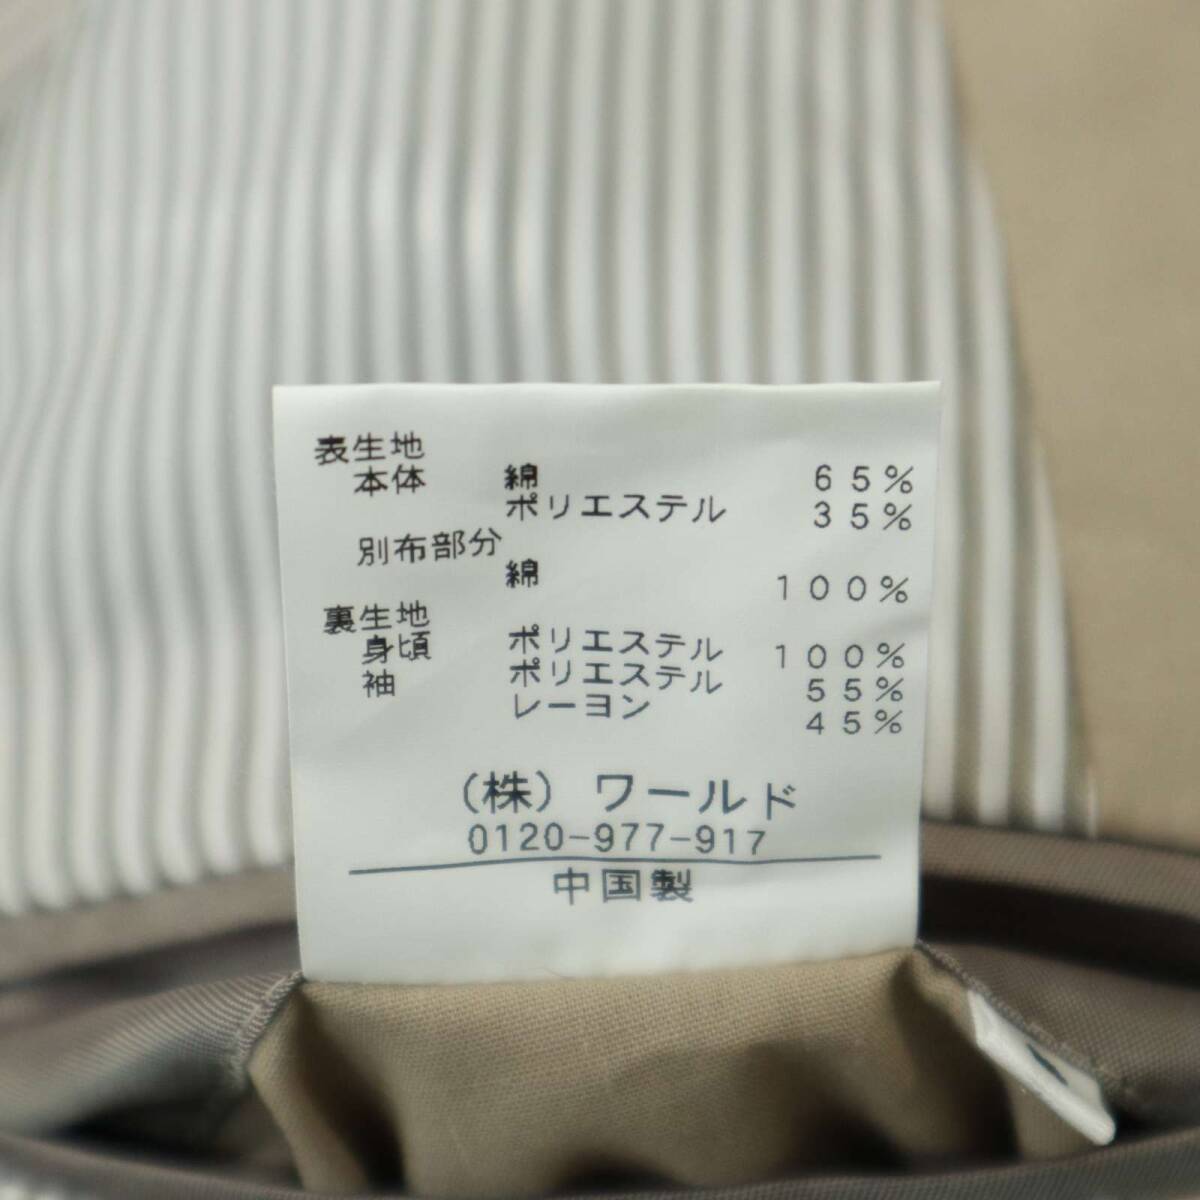 表生地
本体 綿 65%
ポリエステル 35%
別布部分
綿 100%
裏生地
身頃 ポリエステル 100%
袖 ポリエステル 55%
レーヨン 45%
(株) ワールド
0120-977-917
中国製